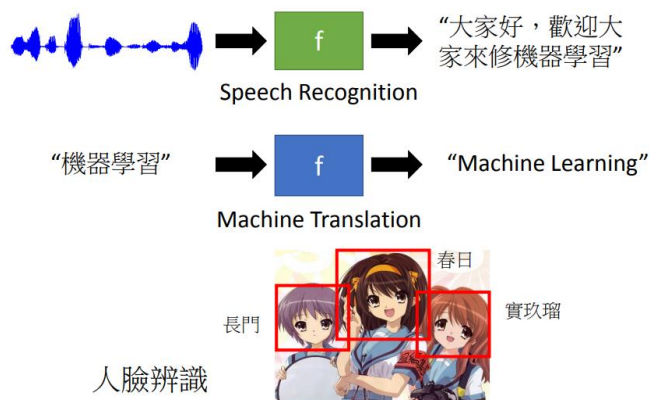 f
“大家好，歡迎大
家來修機器學習”
Speech Recognition
“機器學習”
f
“Machine Learning”
Machine Translation
春日
長門
實玖瑠
人臉辨識